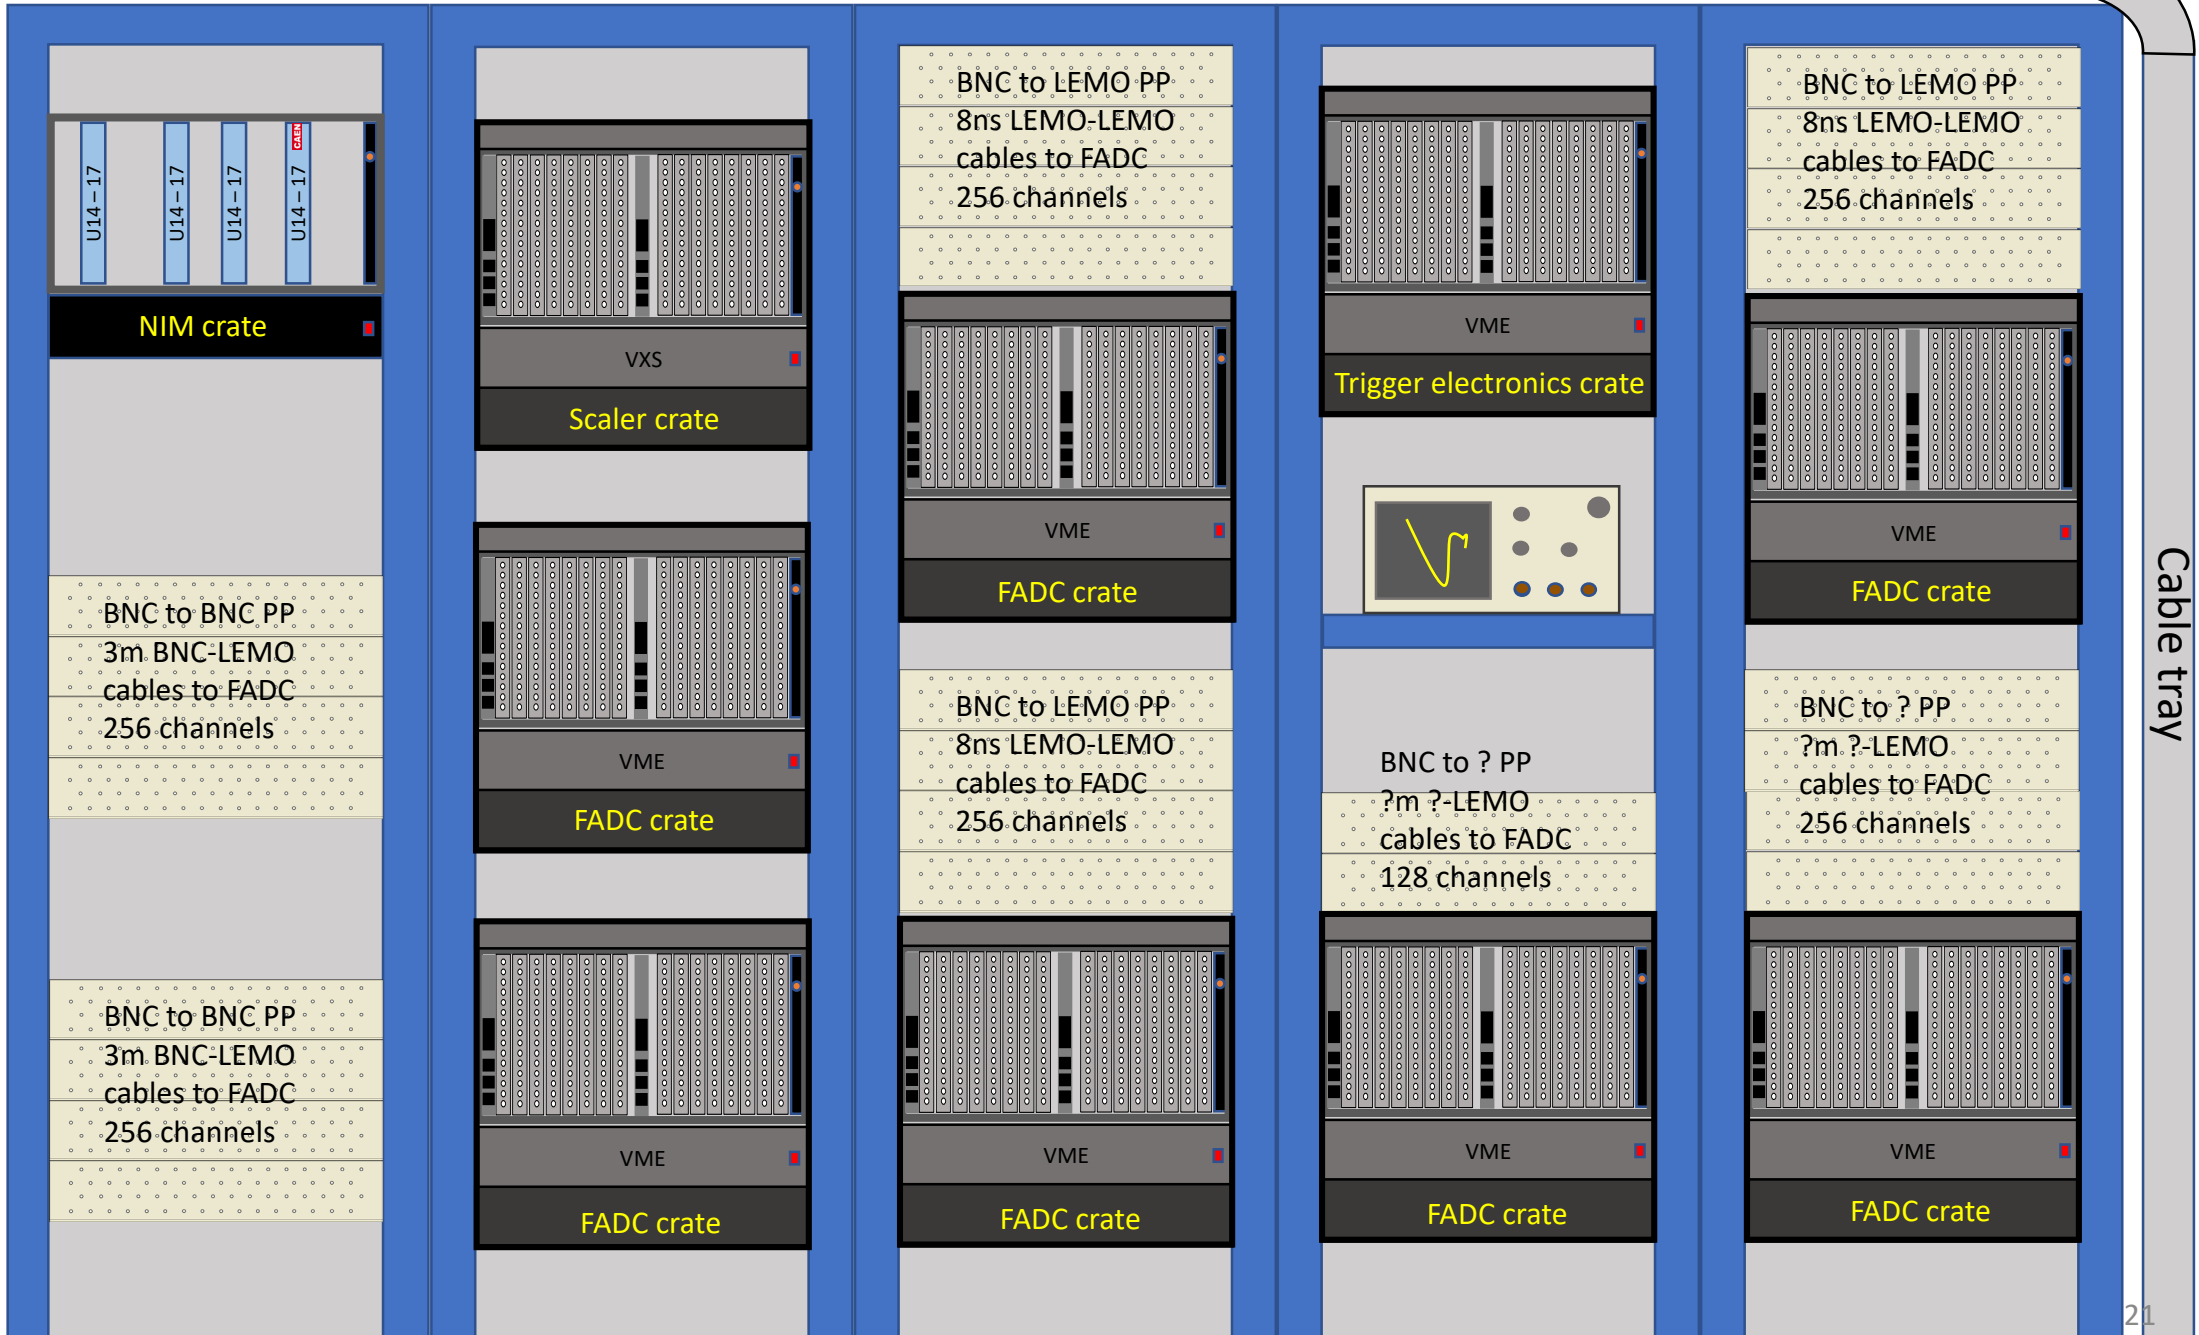 U14 – 17
U14 – 17
U14 – 17
U14 – 17
CAEN
NIM crate
BNC to BNC PP
3m BNC-LEMO
cables to FADC
256 channels
BNC to BNC PP
3m BNC-LEMO
cables to FADC
256 channels
VXS
Scaler crate
VME
FADC crate
VME
FADC crate
BNC to LEMO PP
8ns LEMO-LEMO
cables to FADC
256 channels
VME
FADC crate
BNC to LEMO PP
8ns LEMO-LEMO
cables to FADC
256 channels
VME
FADC crate
VME
Trigger electronics crate
BNC to ? PP
?m ?-LEMO
cables to FADC
128 channels
VME
FADC crate
BNC to LEMO PP
8ns LEMO-LEMO
cables to FADC
256 channels
VME
FADC crate
BNC to ? PP
?m ?-LEMO
cables to FADC
256 channels
VME
FADC crate
Cable tray
21